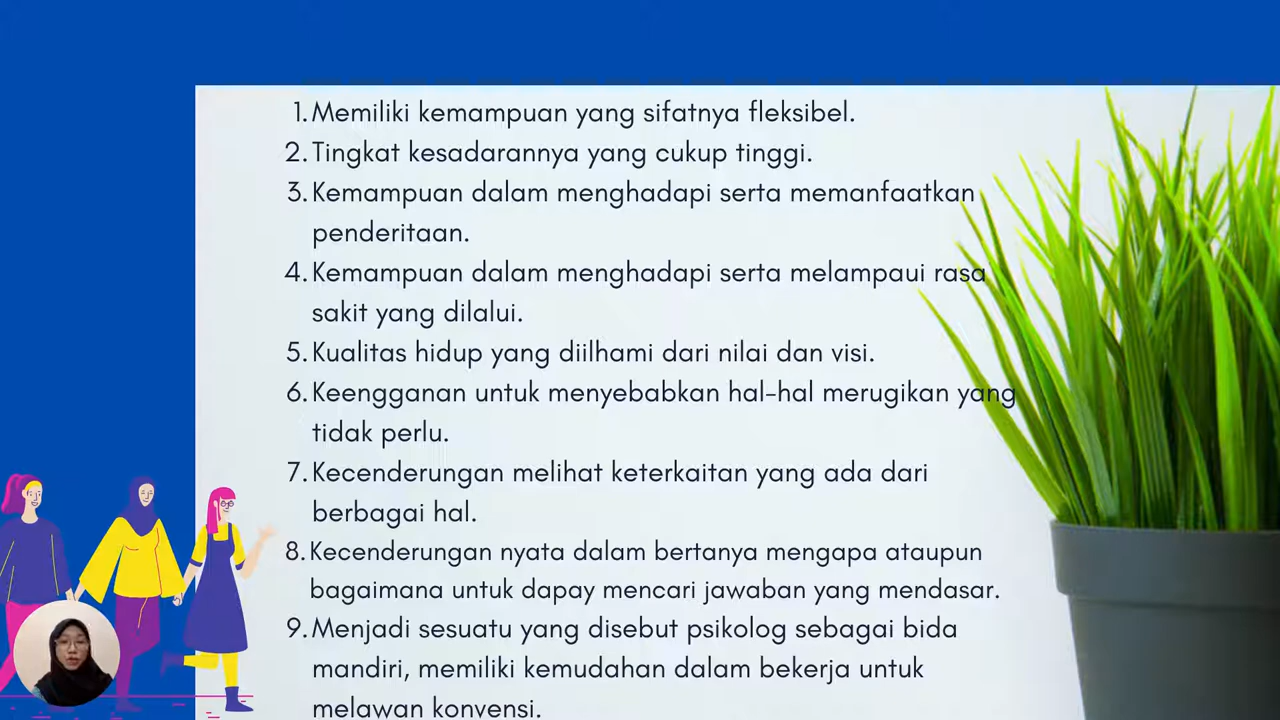 1. Memiliki kemampuan yang sifatnya fleksibel.
2. Tingkat kesadarannya yang cukup tinggi.
3. Kemampuan dalam menghadapi serta memanfaatkan
penderitaan.
4. Kemampuan dalam menghadapi serta melampaui rasa
sakit yang dilalui.
5. Kualitas hidup yang diilhami dari nilai dan visi.
6. Keengganan untuk menyebabkan hal-hal merugikan yang
tidak perlu.
7. Kecenderungan melihat keterkaitan yang ada dari
berbagai hal.
8. Kecenderungan nyata dalam bertanya mengapa ataupun
bagaimana untuk dapay mencari jawaban yang mendasar.
9. Menjadi sesuatu yang disebut psikolog sebagai bida
mandiri, memiliki kemudahan dalam bekerja untuk
melawan konvensi.